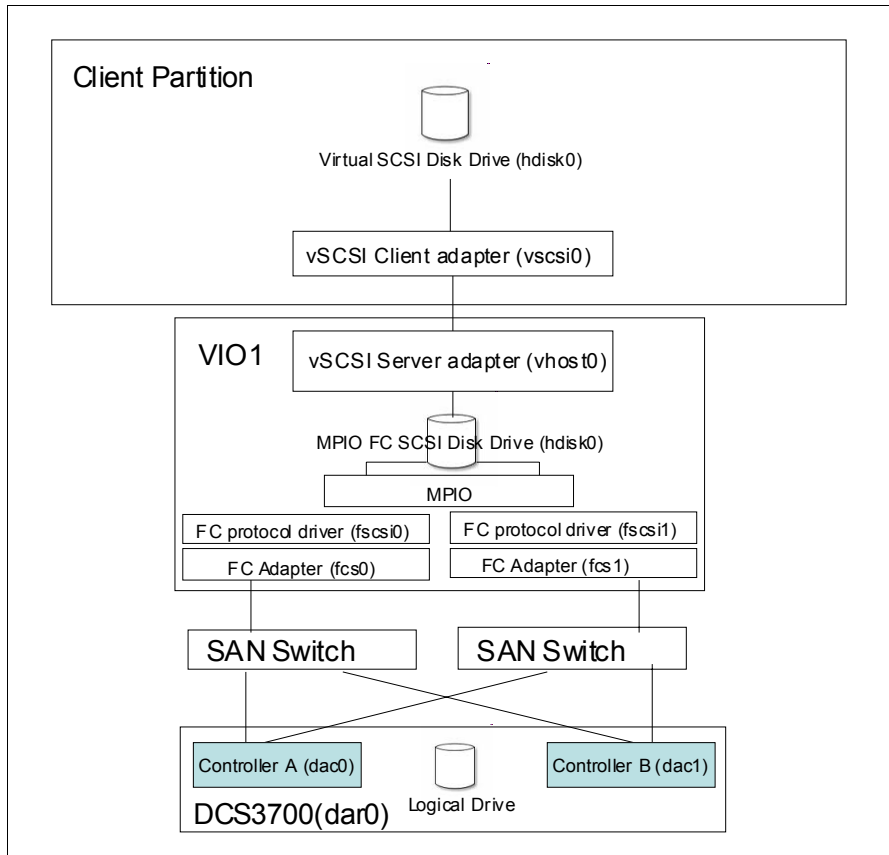 Client Partition
Virtual SCSI Disk Drive (hdisk0)
vSCSI Client adapter (vscsi0)
VIO1
vSCSI Server adapter (vhost0)
MPIO FC SCSI Disk Drive (hdisk0)
MPIO
FC protocol driver (fscsi0)
FC protocol driver (fscsi1)
FC Adapter (fcs0)
FC Adapter (fcs1)
SAN Switch
SAN Switch
Controller A (dac0)
Controller B (dac1)
Logical Drive
DCS3700(dar0)